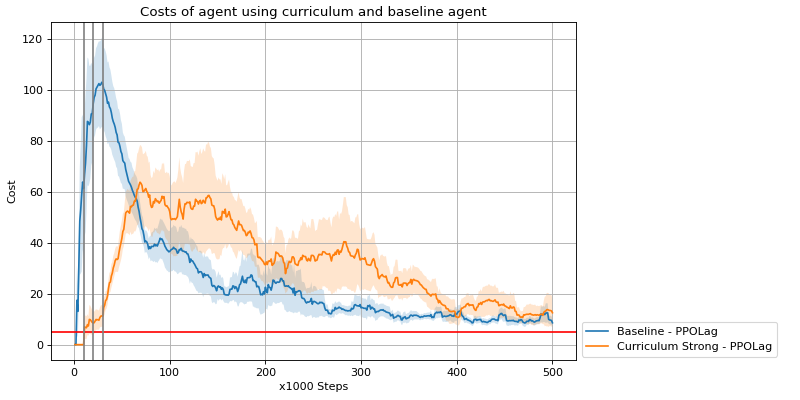 Costs of agent using curriculum and baseline agent
Cost
120
100
80
60
40
20
0
0 100 200 300 400 500
x1000 Steps
Baseline - PPOLag
Curriculum Strong - PPOLag